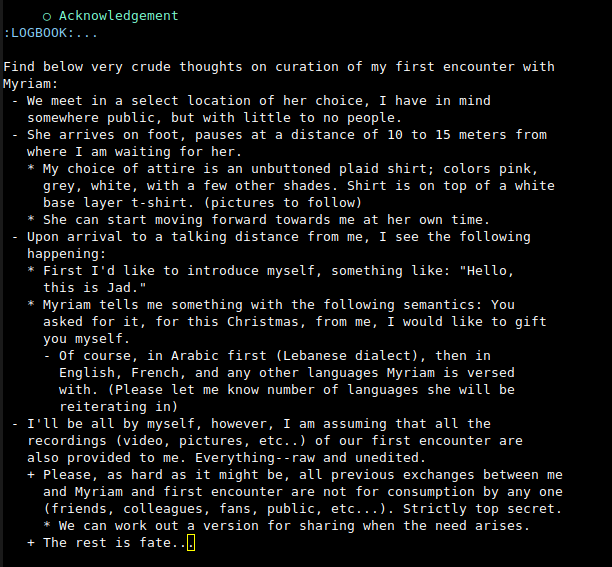 ○ Acknowledgement
:LOGBOOK:...
Find below very crude thoughts on curation of my first encounter with
Myriam:
- We meet in a select location of her choice, I have in mind
somewhere public, but with little to no people.
- She arrives on foot, pauses at a distance of 10 to 15 meters from
where I am waiting for her.
* My choice of attire is an unbuttoned plaid shirt; colors pink,
grey, white, with a few other shades. Shirt is on top of a white
base layer t-shirt. (pictures to follow)
* She can start moving forward towards me at her own time.
- Upon arrival to a talking distance from me, I see the following
happening:
* First I'd like to introduce myself, something like: "Hello,
this is Jad."
* Myriam tells me something with the following semantics: You
asked for it, for this Christmas, from me, I would like to gift
you myself.
- Of course, in Arabic first (Lebanese dialect), then in
English, French, and any other languages Myriam is versed
with. (Please let me know number of languages she will be
reiterating in)
- I'll be all by myself, however, I am assuming that all the
recordings (video, pictures, etc..) of our first encounter are
also provided to me. Everything--raw and unedited.
+ Please, as hard as it might be, all previous exchanges between me
and Myriam and first encounter are not for consumption by any one
(friends, colleagues, fans, public, etc...). Strictly top secret.
* We can work out a version for sharing when the need arises.
+ The rest is fate...